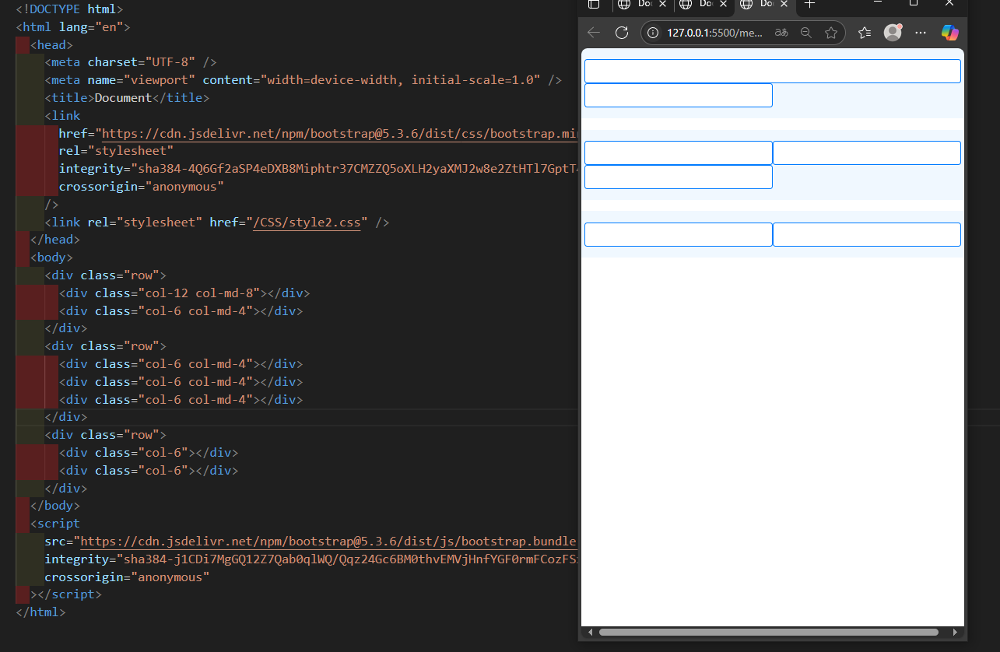 <!DOCTYPE html>
<html lang="en">
<head>
<meta charset="UTF-8" />
<meta name="viewport" content="width=device-width, initial-scale=1.0" />
<title>Document</title>
<link
href="https://cdn.jsdelivr.net/npm/bootstrap@5.3.6/dist/css/bootstrap.mi
rel="stylesheet"
integrity="sha384-4Q6Gf2aSP4eDXB8Miphtr37CMZZQ5oXLH2yaXMJ2w8e2ZtHTl7GptT
crossorigin="anonymous"
/>
<link rel="stylesheet" href="/CSS/style2.css" />
</head>
<body>
<div class="row">
<div class="col-12 col-md-8"></div>
<div class="col-6 col-md-4"></div>
</div>
<div class="row">
<div class="col-6 col-md-4"></div>
<div class="col-6 col-md-4"></div>
<div class="col-6 col-md-4"></div>
</div>
<div class="row">
<div class="col-6"></div>
<div class="col-6"></div>
</div>
</body>
<script
src="https://cdn.jsdelivr.net/npm/bootstrap@5.3.6/dist/js/bootstrap.bundle
integrity="sha384-j1CDi7MgGQ12Z7Qab0qlWQ/Qqz24Gc6BM0thvEMVjHnfYGF0rmFCozFS
crossorigin="anonymous"
></script>
</html>
Do Do Do
127.0.0.1:5500/me... aあ